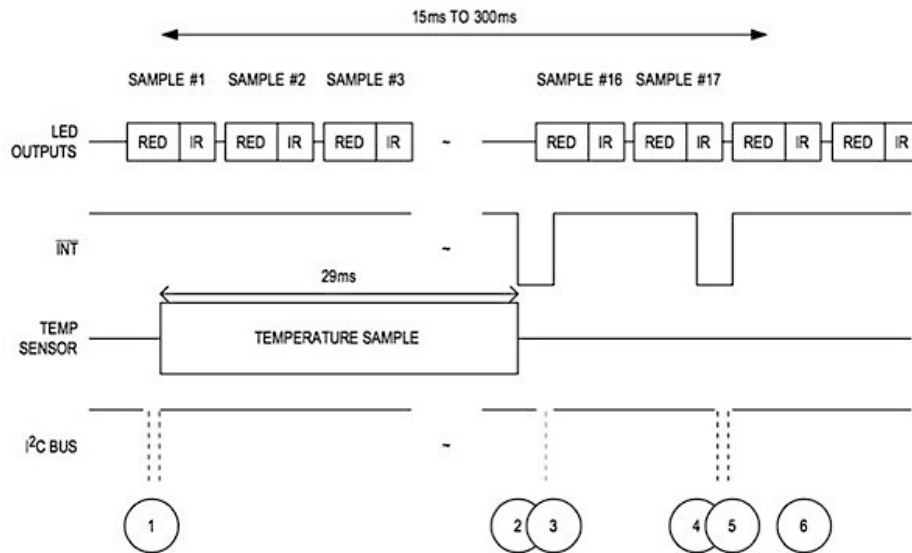 15ms TO 300ms
SAMPLE #1 SAMPLE #2 SAMPLE #3 SAMPLE #16 SAMPLE #17
LED
OUTPUTS
RED IR RED IR RED IR ~ RED IR RED IR RED IR RED IR
INT
~
29ms
TEMP
SENSOR
TEMPERATURE SAMPLE
I²C BUS
~
1 2 3 4 5 6